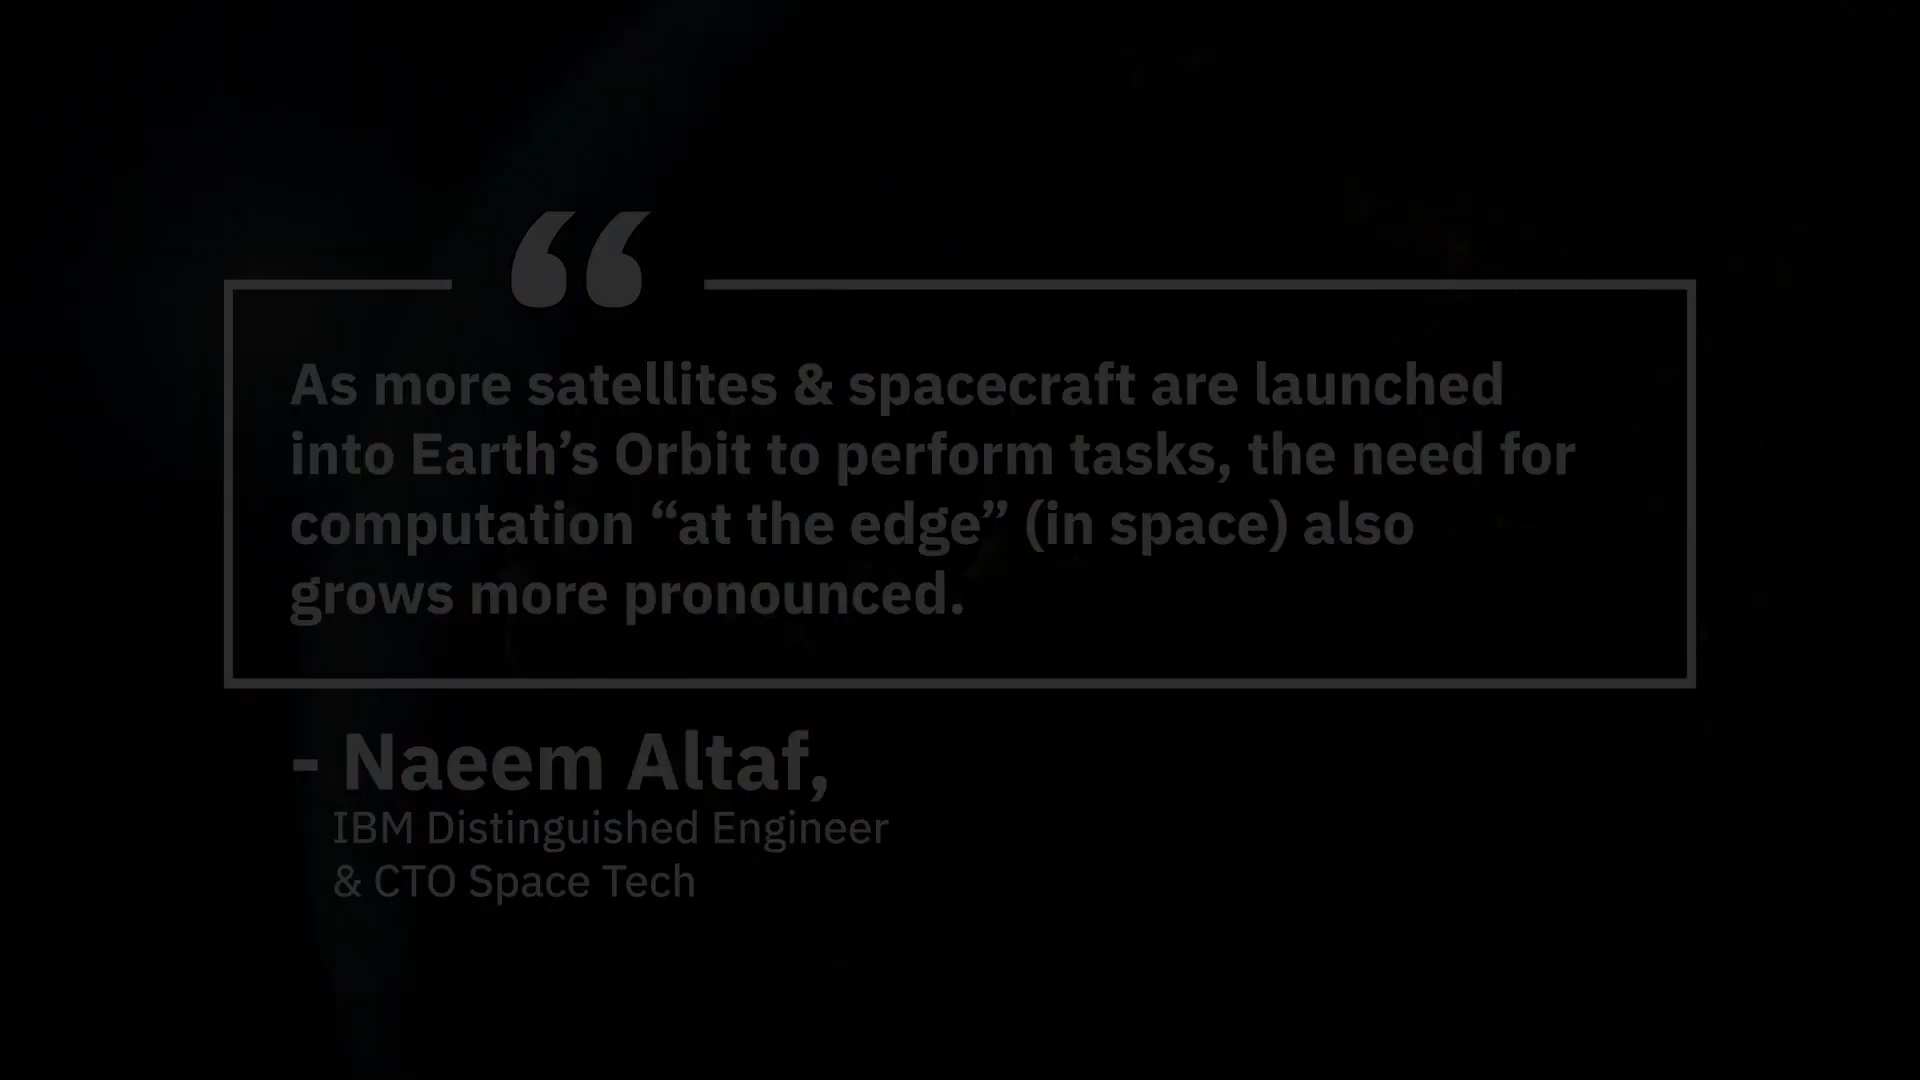 “
As more satellites & spacecraft are launched
into Earth’s Orbit to perform tasks, the need for
computation “at the edge” (in space) also
grows more pronounced.
- Naeem Altaf,
IBM Distinguished Engineer
& CTO Space Tech